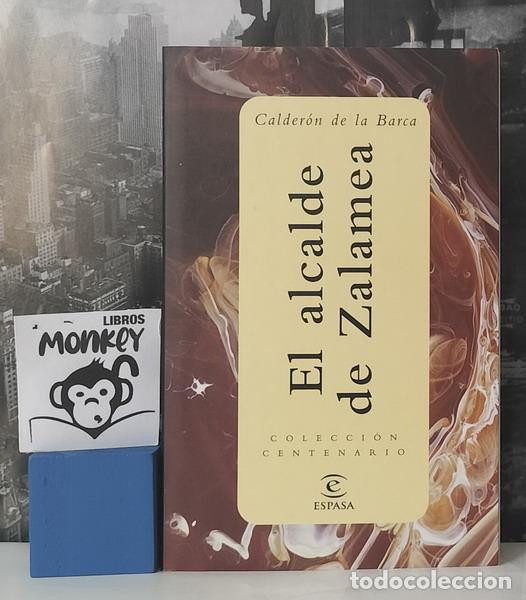 Calderón de la Barca
El alcalde
de Zalamea
COLECCIÓN
CENTENARIO
e
ESPASA
LIBROS
MONKEY
todocoleccion